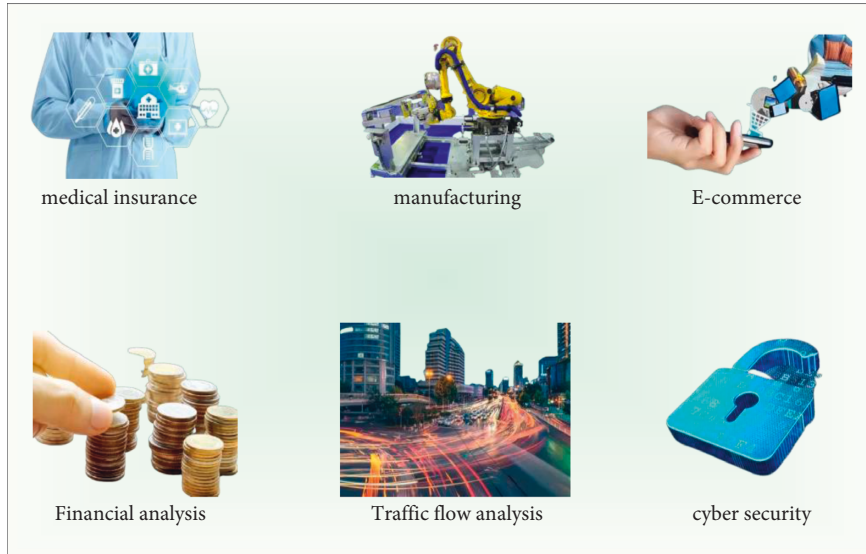 medical insurance
manufacturing
E-commerce
Financial analysis
Traffic flow analysis
cyber security